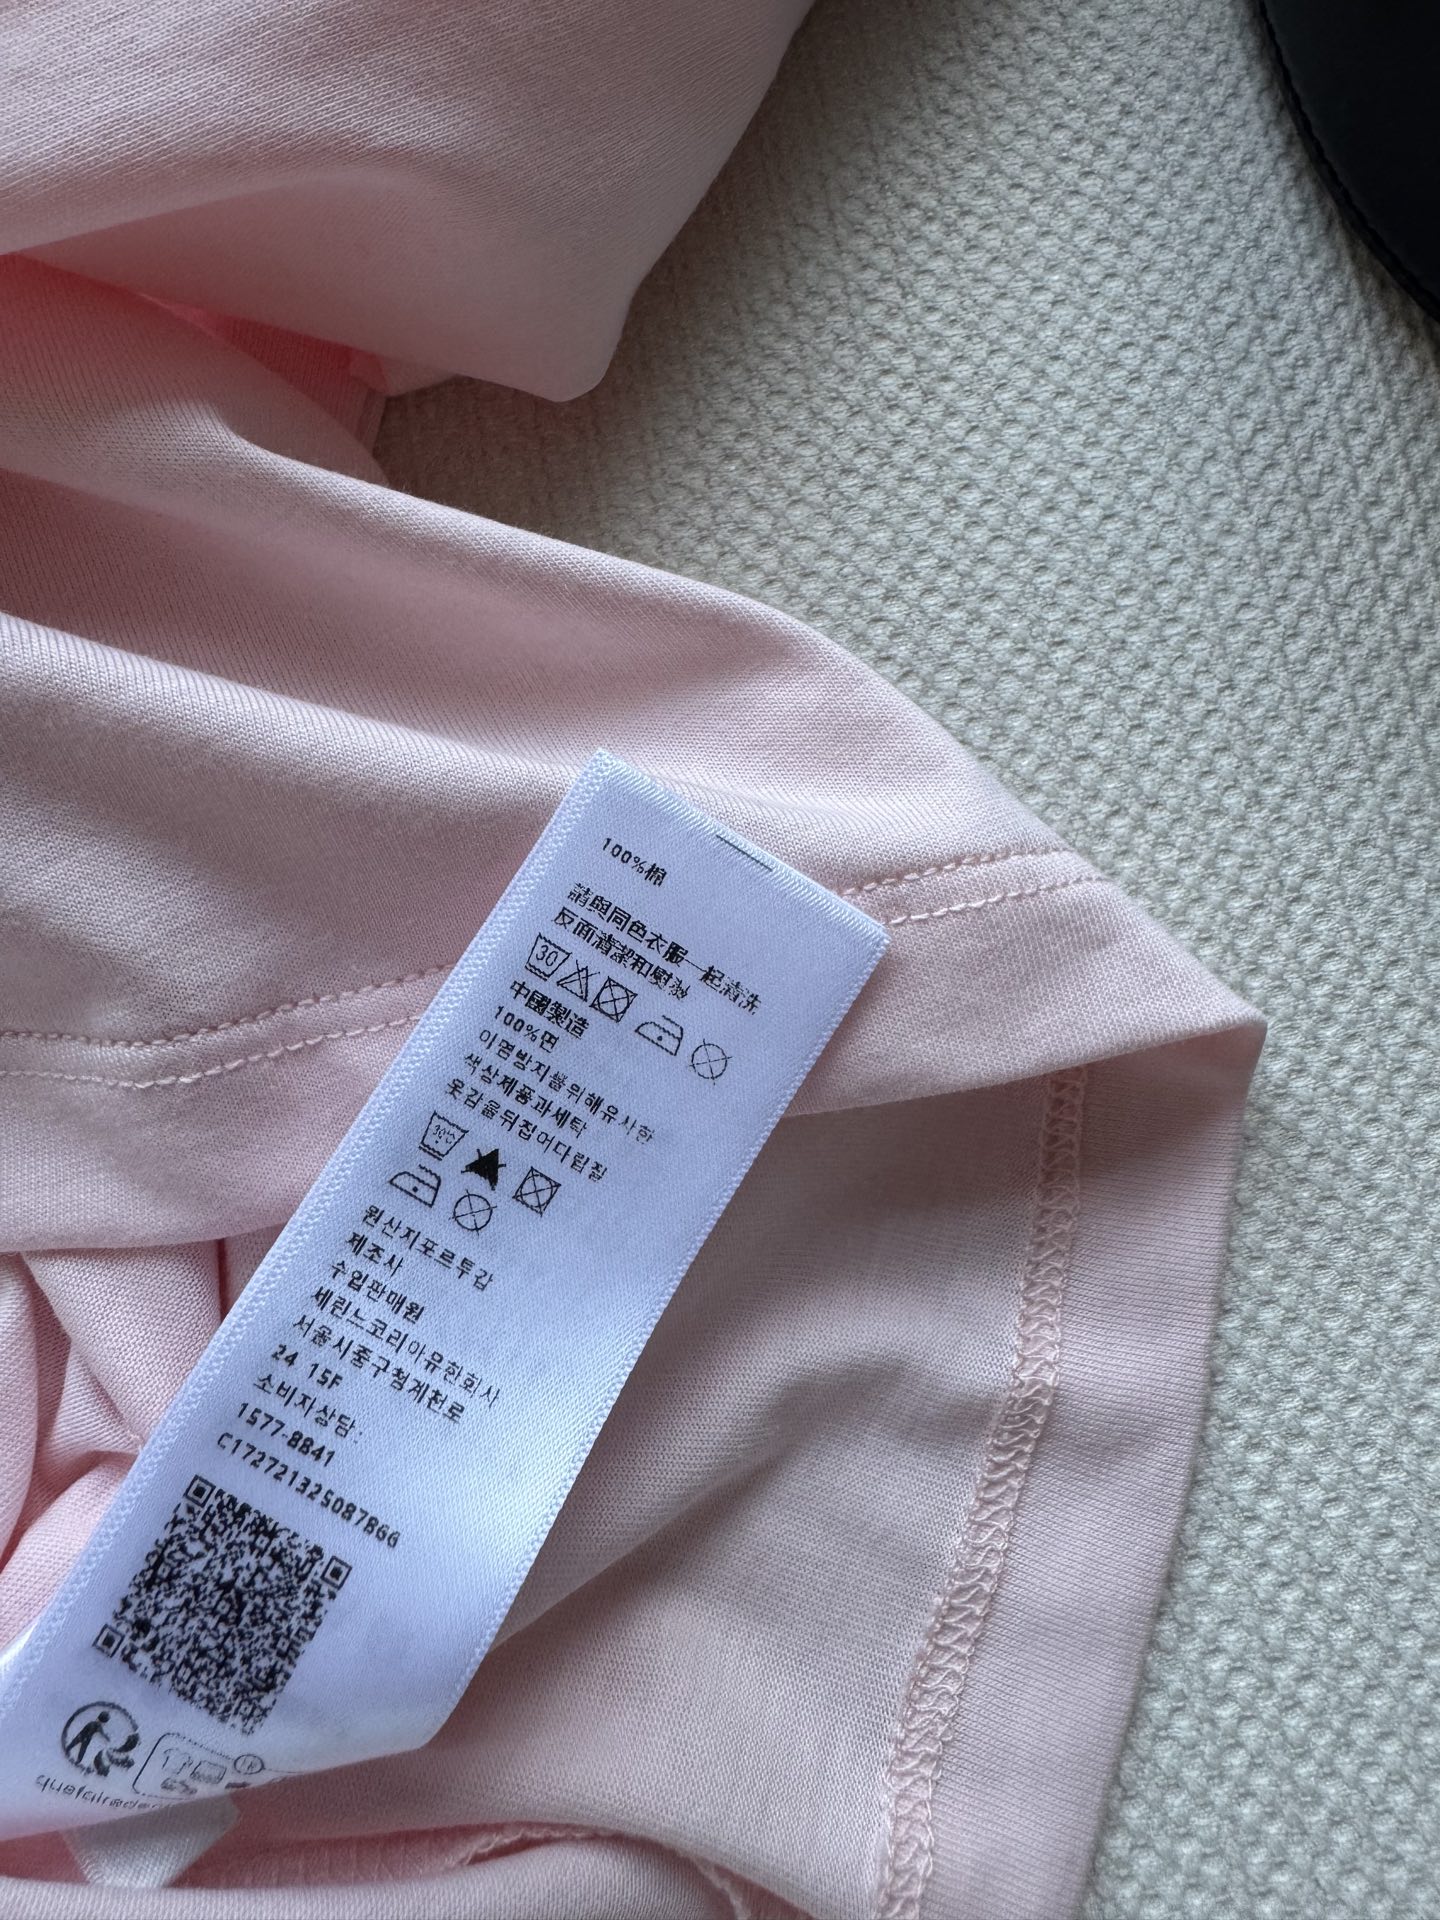 100%棉
請與同色衣服一起清洗
反面清潔和熨燙
30
中國製造
100%면
이염방지를위해유사한
색상제품과세탁
옷감을뒤집어다림질
30℃
원산지포르투갈
제조사
수입판매원
세린느코리아유한회사
서울시중구청계천로
24 15F
소비자상담:
1577-8841
C172721325087866